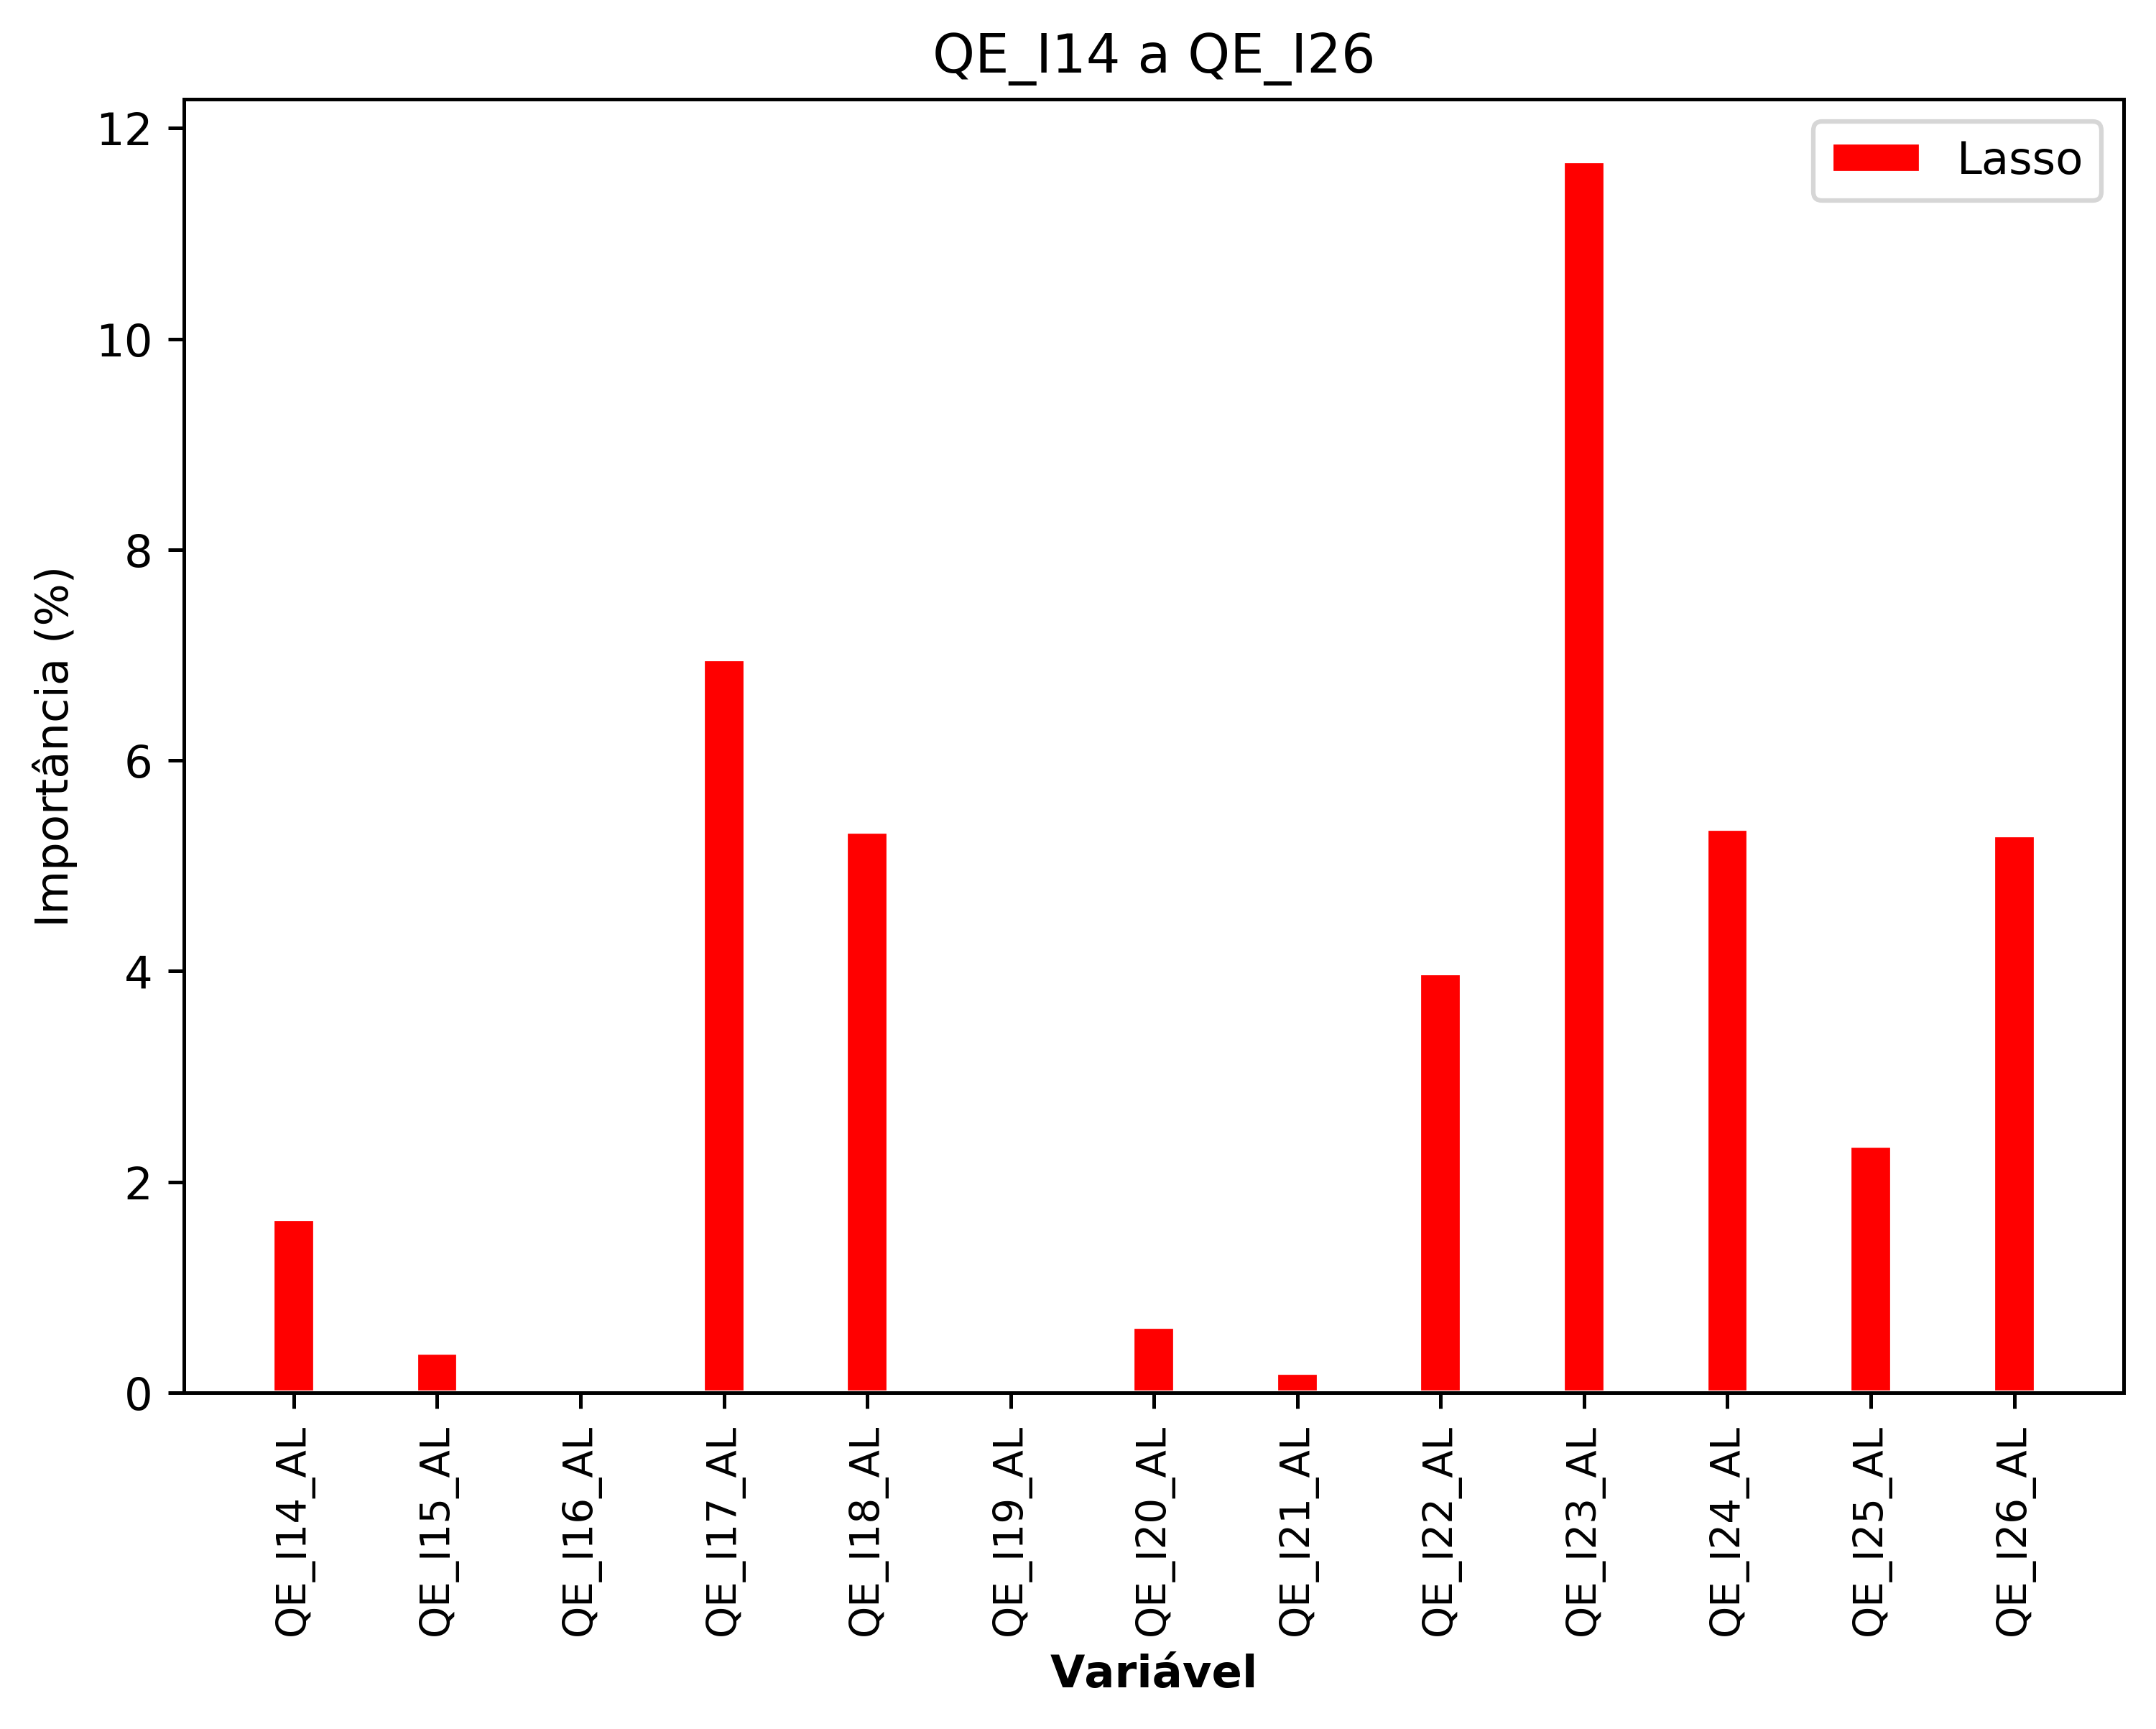 QE_I14 a QE_I26
Lasso
Importância (%)
12
10
8
6
4
2
0
QE_I14_AL
QE_I15_AL
QE_I16_AL
QE_I17_AL
QE_I18_AL
QE_I19_AL
QE_I20_AL
QE_I21_AL
QE_I22_AL
QE_I23_AL
QE_I24_AL
QE_I25_AL
QE_I26_AL
Variável